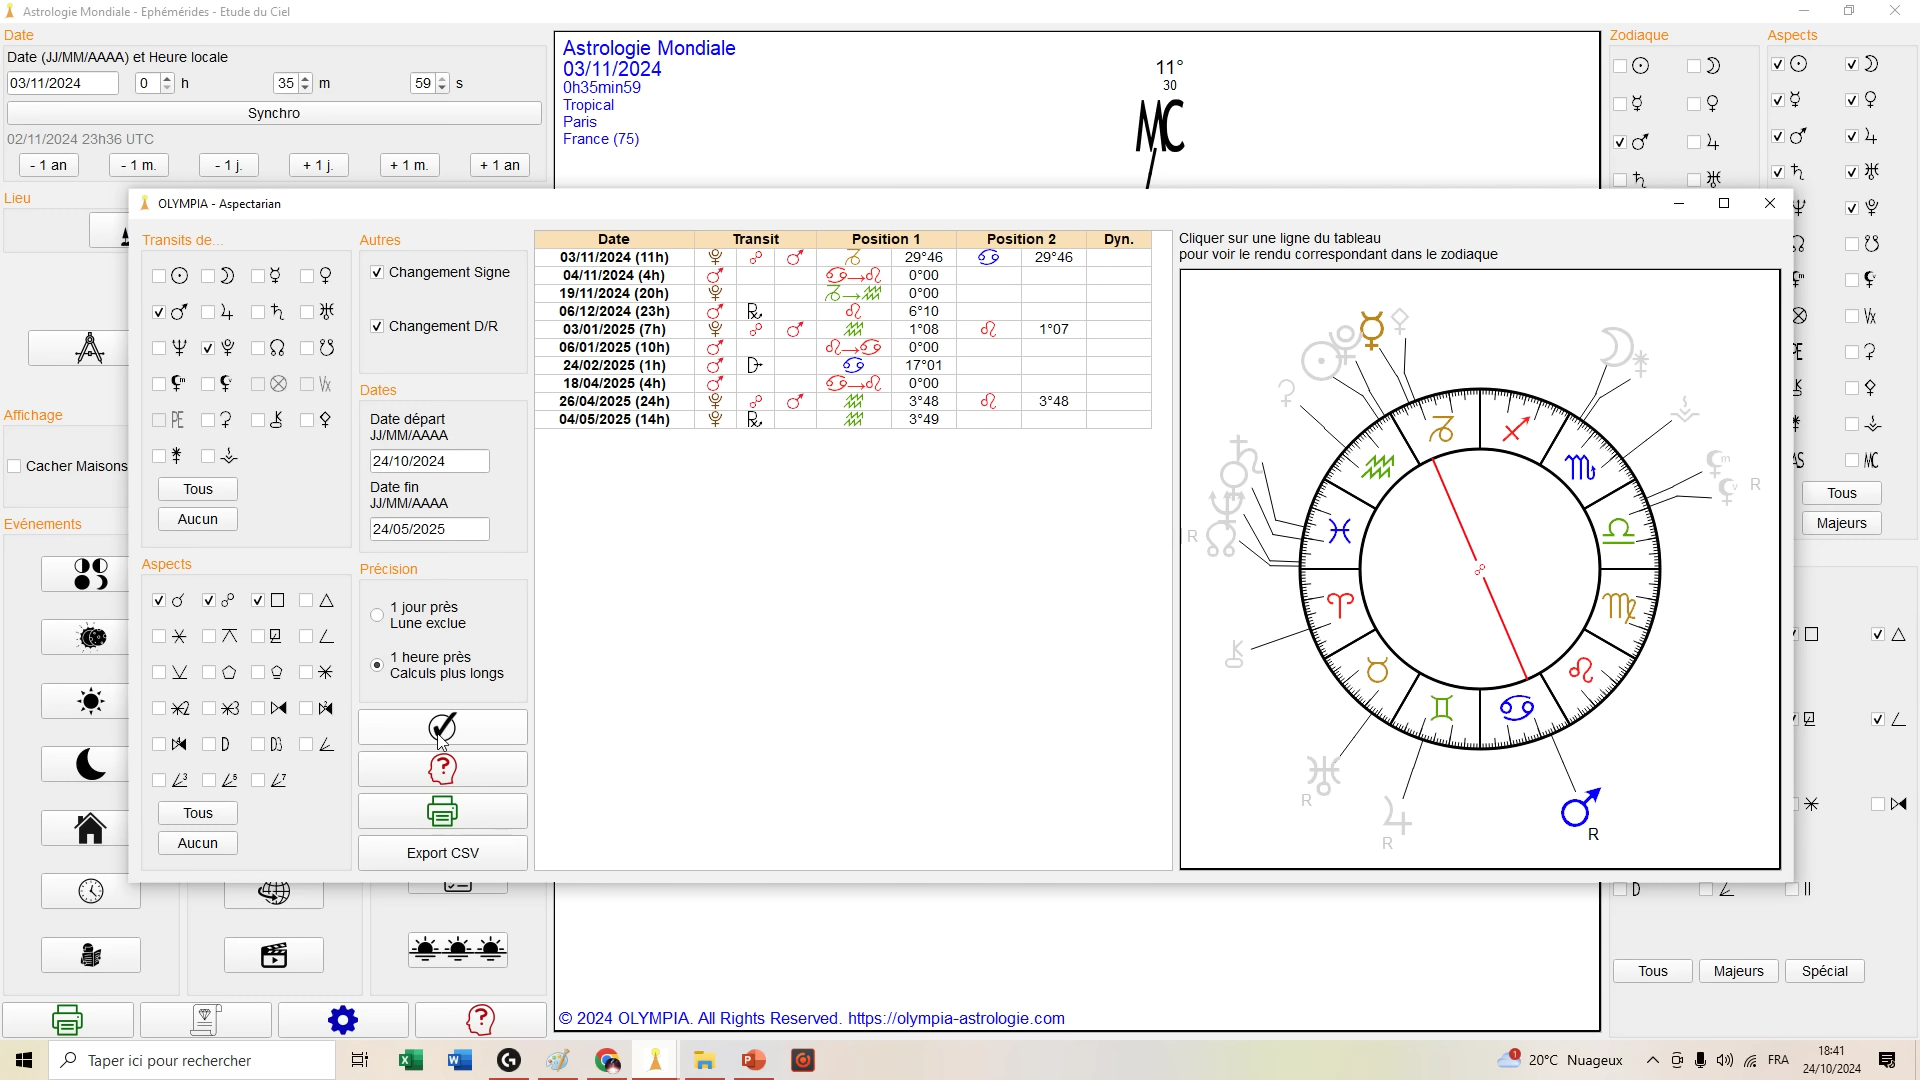 Astrologie Mondiale - Ephémérides - Etude du Ciel
Date
Date (JJ/MM/AAAA) et Heure locale
03/11/2024 0 h 35 m 59 s
Synchro
02/11/2024 23h36 UTC
- 1 an - 1 m. - 1 j. + 1 j. + 1 m. + 1 an
Lieu
Affichage
Cacher Maisons
Evénements
Astrologie Mondiale
03/11/2024
0h35min59
Tropical
Paris
France (75)
11°
30
MC
Zodiaque
Aspects
OLYMPIA - Aspectarian
Transits de...
Tous
Aucun
Aspects
Tous
Aucun
Autres
Changement Signe
Changement D/R
Dates
Date départ
JJ/MM/AAAA
24/10/2024
Date fin
JJ/MM/AAAA
24/05/2025
Précision
1 jour près
Lune exclue
1 heure près
Calculs plus longs
Export CSV
Date Transit Position 1 Position 2 Dyn.
03/11/2024 (11h) ♇ ☍ ♂ ♑ 29°46 ♋ 29°46
04/11/2024 (4h) ♂ ♋→♌ 0°00
19/11/2024 (20h) ♇ ♑→♒ 0°00
06/12/2024 (23h) ♂ ℞ ♌ 6°10
03/01/2025 (7h) ♇ ☍ ♂ ♒ 1°08 ♌ 1°07
06/01/2025 (10h) ♂ ♌→♋ 0°00
24/02/2025 (1h) ♂ D ♋ 17°01
18/04/2025 (4h) ♂ ♋→♌ 0°00
26/04/2025 (24h) ♇ ☍ ♂ ♒ 3°48 ♌ 3°48
04/05/2025 (14h) ♇ ℞ ♒ 3°49
Cliquer sur une ligne du tableau
pour voir le rendu correspondant dans le zodiaque
R
R
R
R
R
AS MC
Tous
Majeurs
Tous Majeurs Spécial
© 2024 OLYMPIA. All Rights Reserved. https://olympia-astrologie.com
Taper ici pour rechercher
1 20°C Nuageux
FRA
18:41
24/10/2024